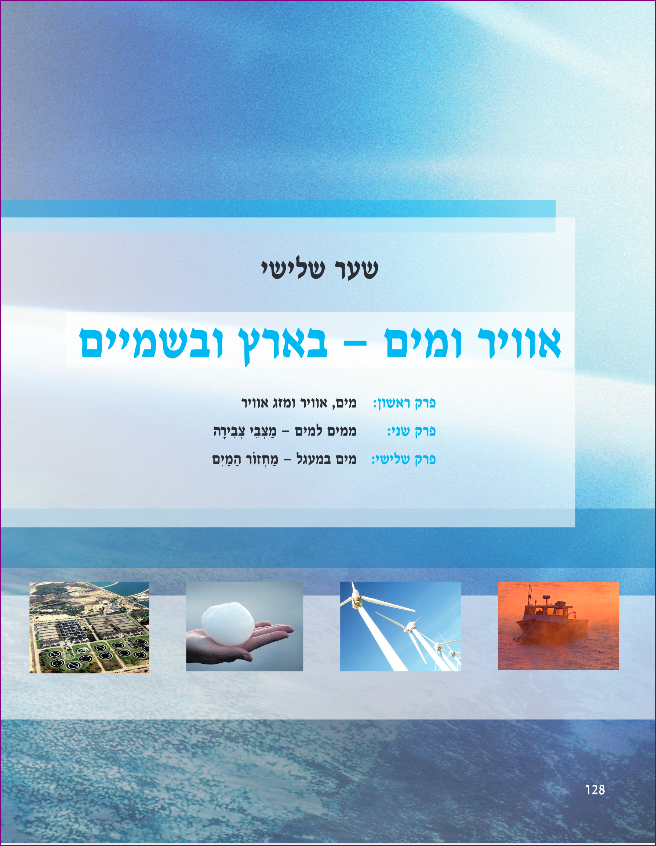 שער שלישי
אוויר ומים – בארץ ובשמיים
פרק ראשון: מים, אוויר ומזג אוויר
פרק שני: ממים למים – מַצְּבֵי צְבִירָה
פרק שלישי: מים במעגל – מַחְזוֹר הַמַּיִם
128